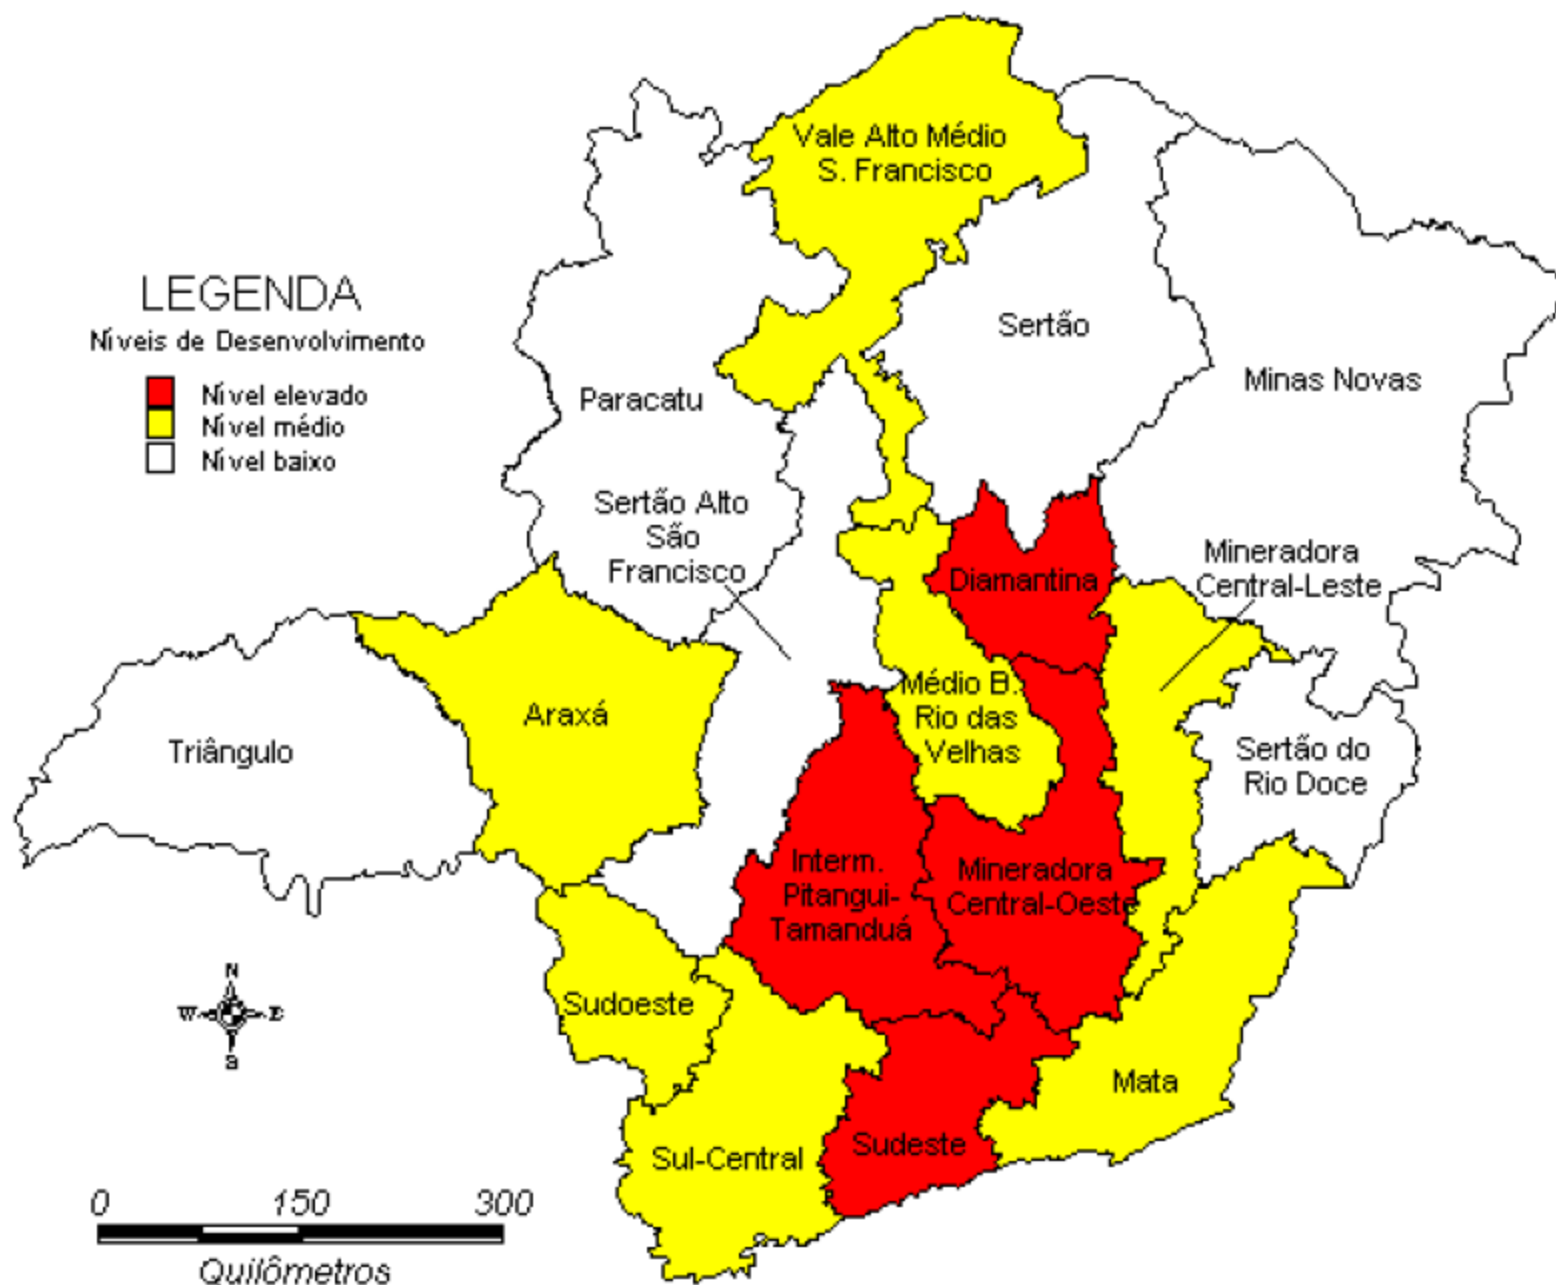 Vale Alto Médio
S. Francisco
LEGENDA
Níveis de Desenvolvimento
Nível elevado
Nível médio
Nível baixo
Sertão
Minas Novas
Paracatu
Sertão Alto
São
Francisco
Mineradora
Central-Leste
Diamantina
Araxá
Médio B.
Rio das
Velhas
Triângulo
Sertão do
Rio Doce
Interm.
Pitangui-
Tamanduá
Mineradora
Central-Oeste
N
W E
S
Sudoeste
Mata
Sudeste
Sul-Central
0 150 300
Quilômetros